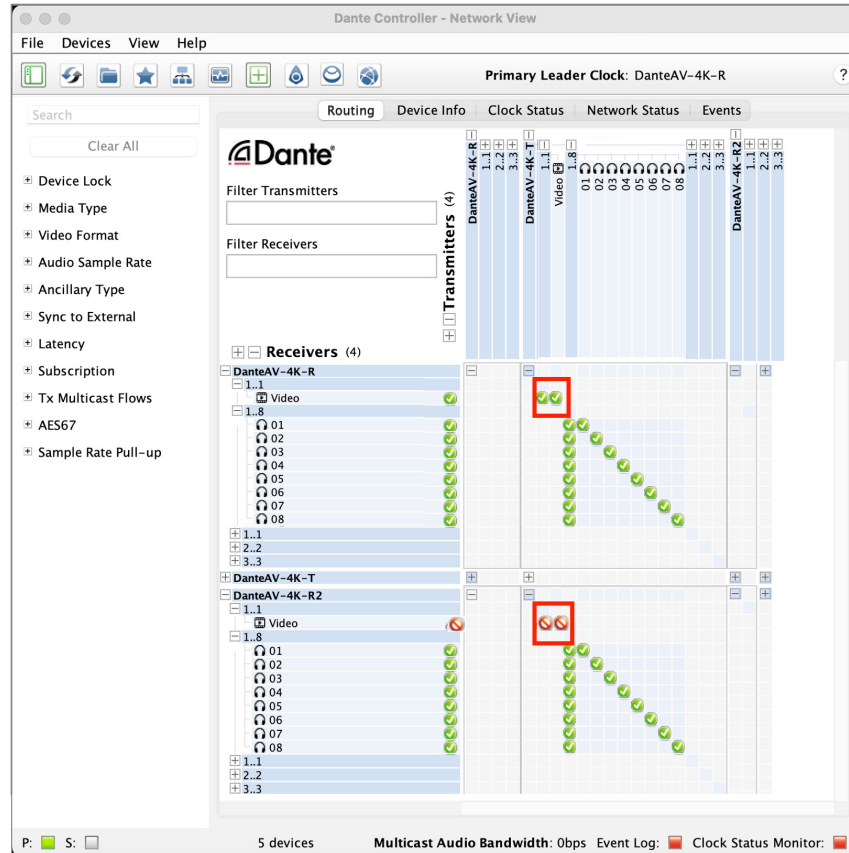 Dante Controller - Network View
File Devices View Help
Primary Leader Clock: DanteAV-4K-R
?
Search
Clear All
Device Lock
Media Type
Video Format
Audio Sample Rate
Ancillary Type
Sync to External
Latency
Subscription
Tx Multicast Flows
AES67
Sample Rate Pull-up
Routing Device Info Clock Status Network Status Events
Dante®
Filter Transmitters
Filter Receivers
Transmitters (4)
DanteAV-4K-R
1..1
2..2
3..3
DanteAV-4K-T
1..1
Video
1..8
01
02
03
04
05
06
07
08
1..1
2..2
3..3
DanteAV-4K-R2
1..1
2..2
3..3
Receivers (4)
DanteAV-4K-R
1..1
Video
1..8
01
02
03
04
05
06
07
08
1..1
2..2
3..3
DanteAV-4K-T
DanteAV-4K-R2
1..1
Video
1..8
01
02
03
04
05
06
07
08
1..1
2..2
3..3
P: S: 5 devices Multicast Audio Bandwidth: 0bps Event Log: Clock Status Monitor: